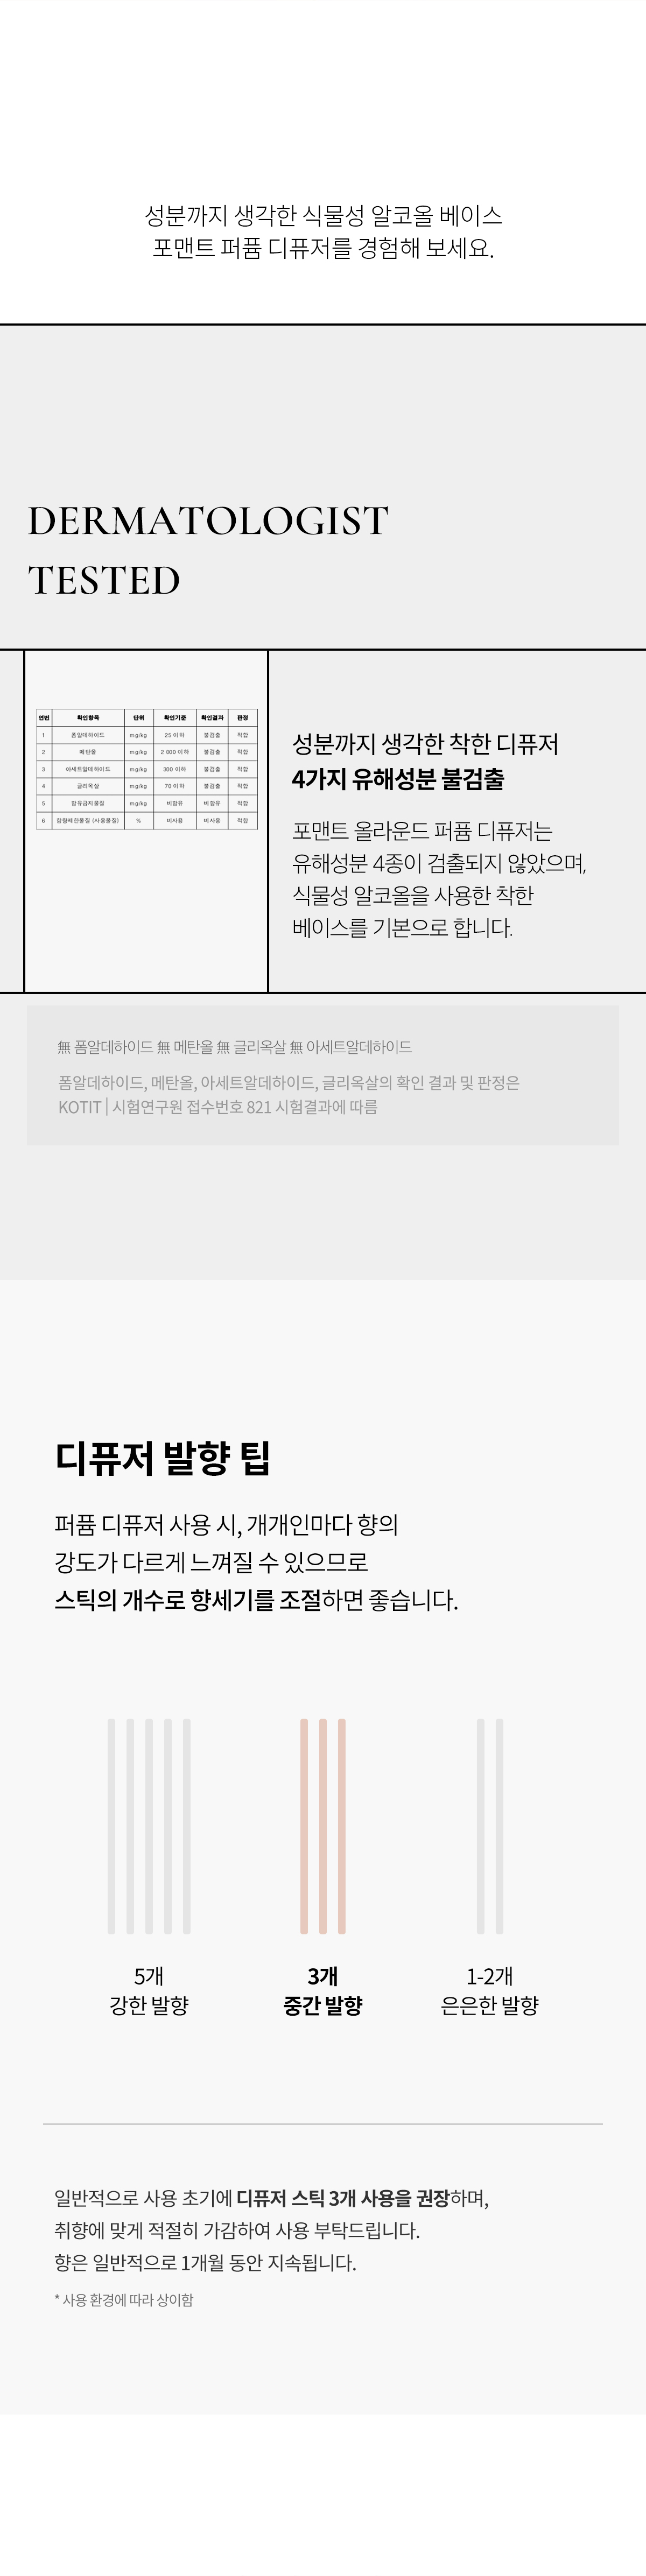 성분까지 생각한 식물성 알코올 베이스
포맨트 퍼퓸 디퓨저를 경험해 보세요.
DERMATOLOGIST
TESTED
연번 확인항목 단위 확인기준 확인결과 판정
1 폼알데하이드 mg/kg 25 이하 불검출 적합
2 메탄올 mg/kg 2 000 이하 불검출 적합
3 아세트알데하이드 mg/kg 300 이하 불검출 적합
4 글리옥살 mg/kg 70 이하 불검출 적합
5 함유금지물질 mg/kg 비함유 비함유 적합
6 함량제한물질 (사용물질) % 비사용 비사용 적합
성분까지 생각한 착한 디퓨저
4가지 유해성분 불검출
포맨트 올라운드 퍼퓸 디퓨저는
유해성분 4종이 검출되지 않았으며,
식물성 알코올을 사용한 착한
베이스를 기본으로 합니다.
無 폼알데하이드 無 메탄올 無 글리옥살 無 아세트알데하이드
폼알데하이드, 메탄올, 아세트알데하이드, 글리옥살의 확인 결과 및 판정은
KOTITㅣ시험연구원 접수번호 821 시험결과에 따름
디퓨저 발향 팁
퍼퓸 디퓨저 사용 시, 개개인마다 향의
강도가 다르게 느껴질 수 있으므로
스틱의 개수로 향세기를 조절하면 좋습니다.
5개
강한 발향
3개
중간 발향
1-2개
은은한 발향
일반적으로 사용 초기에 디퓨저 스틱 3개 사용을 권장하며,
취향에 맞게 적절히 가감하여 사용 부탁드립니다.
향은 일반적으로 1개월 동안 지속됩니다.
* 사용 환경에 따라 상이함